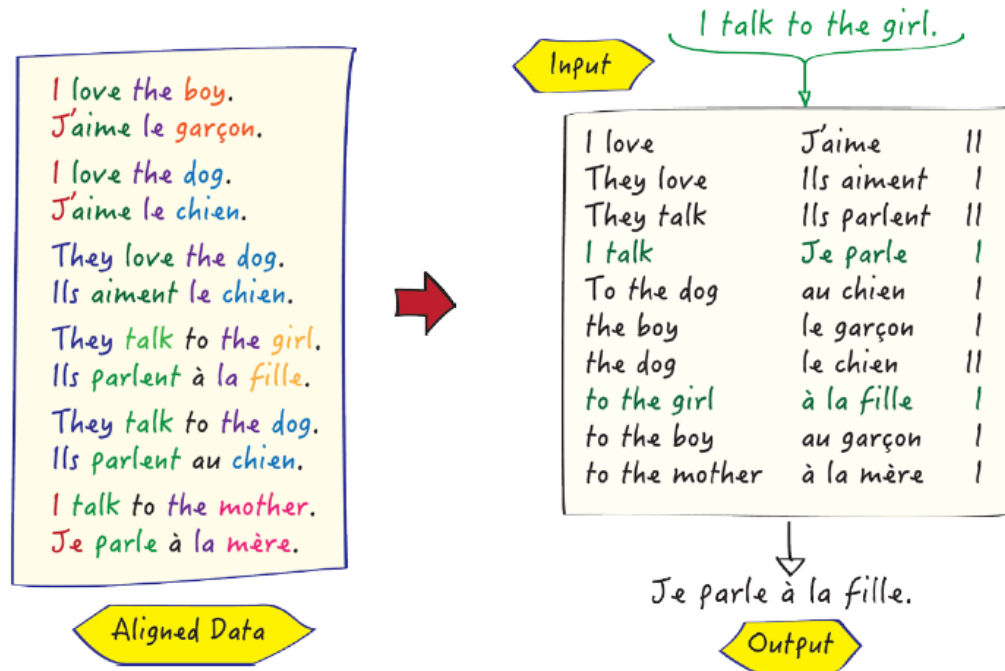 I love the boy.
J'aime le garçon.
I love the dog.
J'aime le chien.
They love the dog.
Ils aiment le chien.
They talk to the girl.
Ils parlent à la fille.
They talk to the dog.
Ils parlent au chien.
I talk to the mother.
Je parle à la mère.
Aligned Data
I talk to the girl.
Input
I love J'aime II
They love Ils aiment I
They talk Ils parlent II
I talk Je parle I
To the dog au chien I
the boy le garçon I
the dog le chien II
to the girl à la fille I
to the boy au garçon I
to the mother à la mère I
Je parle à la fille.
Output